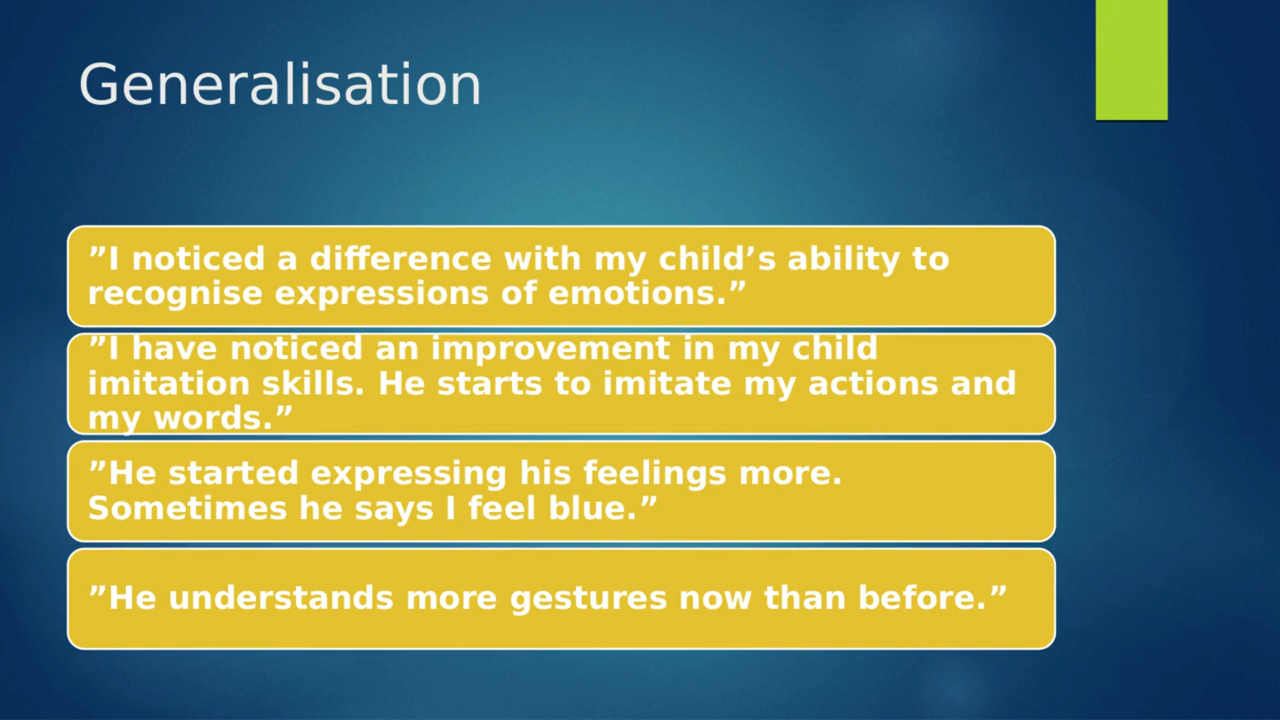 Generalisation
”I noticed a difference with my child’s ability to
recognise expressions of emotions.”
”I have noticed an improvement in my child
imitation skills. He starts to imitate my actions and
my words.”
”He started expressing his feelings more.
Sometimes he says I feel blue.”
”He understands more gestures now than before.”